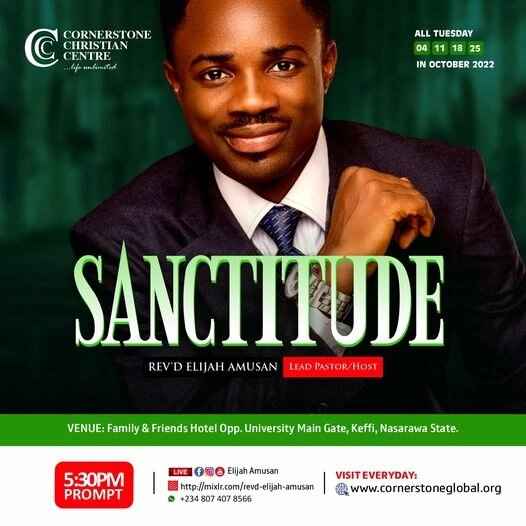 CORNERSTONE
CHRISTIAN
CENTRE
...life unlimited
ALL TUESDAY
04 11 18 25
IN OCTOBER 2022
SANCTITUDE
REV'D ELIJAH AMUSAN LEAD PASTOR/HOST
VENUE: Family & Friends Hotel Opp. University Main Gate, Keffi, Nasarawa State.
5:30PM
PROMPT
LIVE Elijah Amusan
http://mixlr.com/revd-elijah-amusan
+234 807 407 8566
VISIT EVERYDAY:
www.cornerstoneglobal.org